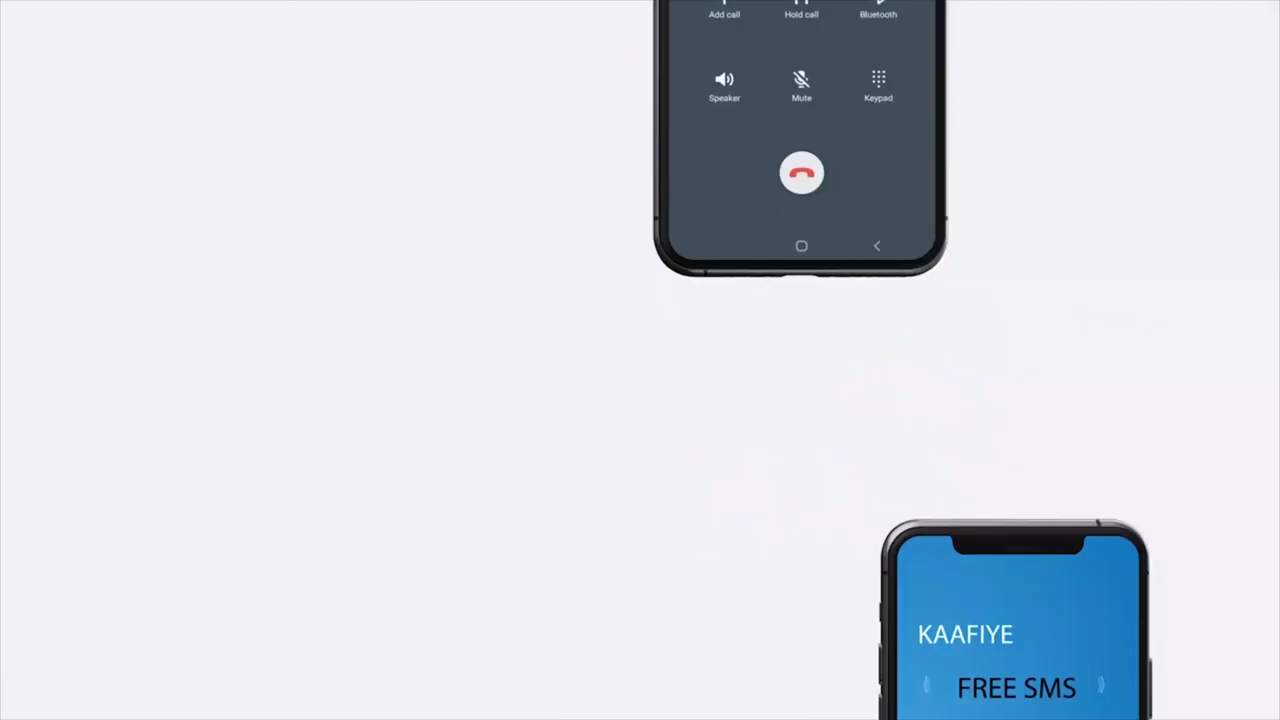 Add call Hold call Bluetooth
Speaker Mute Keypad
KAAFIYE
FREE SMS